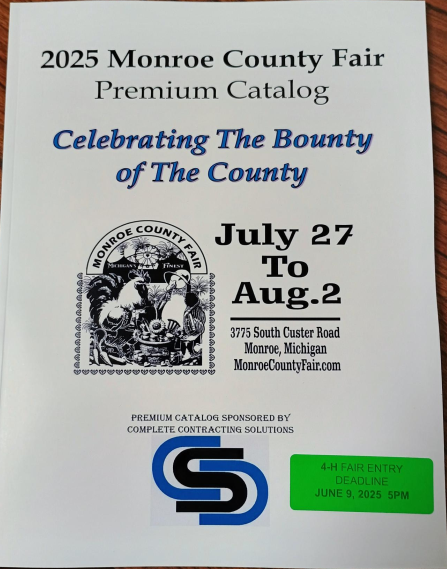 2025 Monroe County Fair
Premium Catalog
Celebrating The Bounty
of The County
MONROE COUNTY FAIR
MICHIGAN'S FINEST
July 27
To
Aug.2
3775 South Custer Road
Monroe, Michigan
MonroeCountyFair.com
PREMIUM CATALOG SPONSORED BY
COMPLETE CONTRACTING SOLUTIONS
4-H FAIR ENTRY
DEADLINE
JUNE 9, 2025 5PM